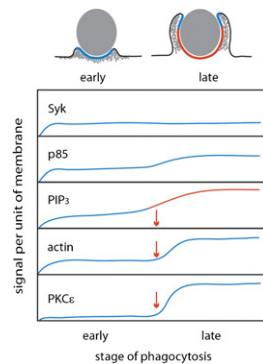 early late
signal per unit of membrane
Syk
p85
PIP₃
actin
PKCε
early late
stage of phagocytosis